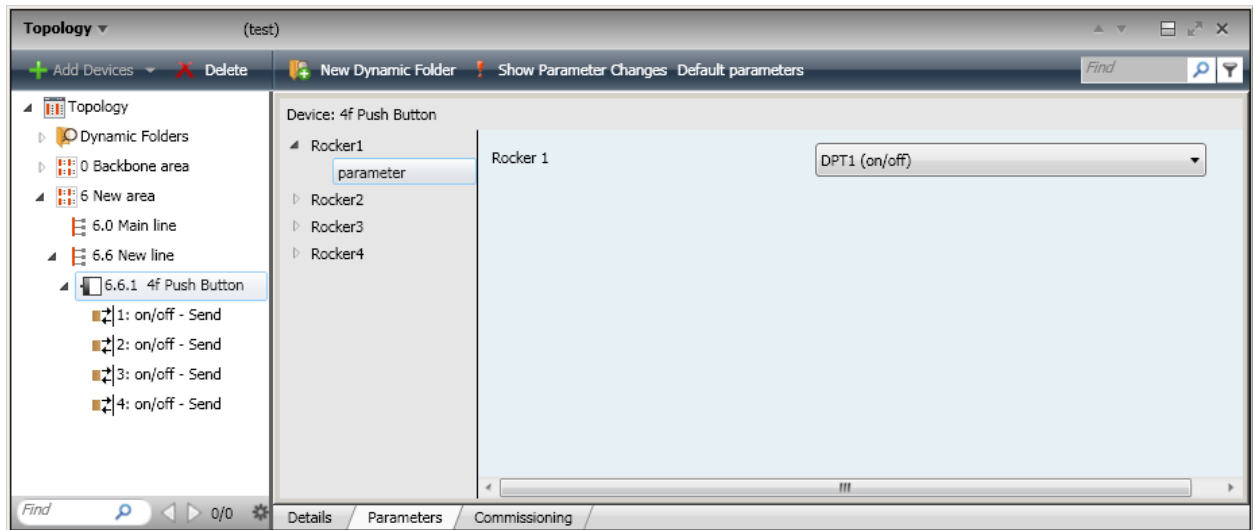 Topology (test)
Add Devices Delete New Dynamic Folder Show Parameter Changes Default parameters Find
Topology
Dynamic Folders
0 Backbone area
6 New area
6.0 Main line
6.6 New line
6.6.1 4f Push Button
1: on/off - Send
2: on/off - Send
3: on/off - Send
4: on/off - Send
Find 0/0
Device: 4f Push Button
Rocker1
parameter
Rocker2
Rocker3
Rocker4
Rocker 1 DPT1 (on/off)
Details Parameters Commissioning